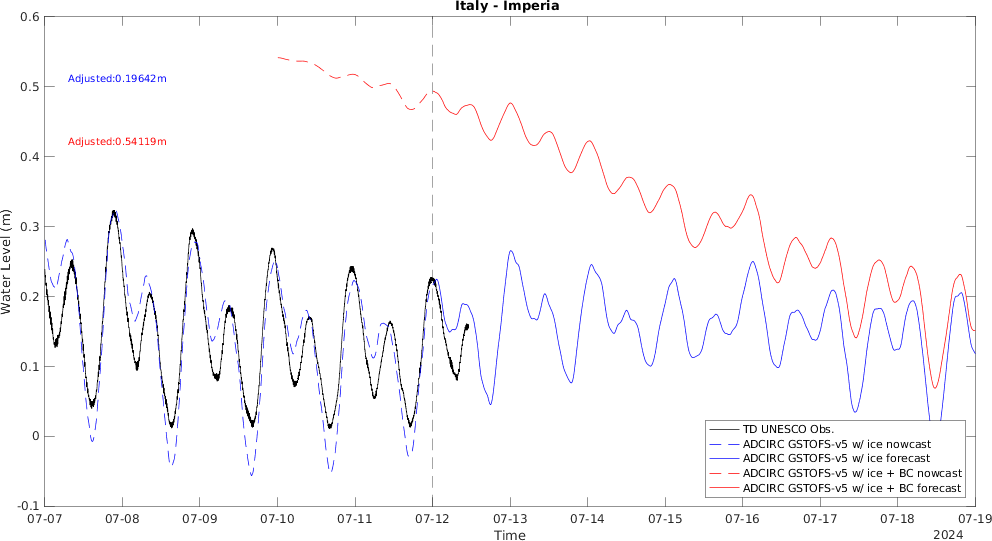 Italy - Imperia
Water Level (m)
0.6
0.5
0.4
0.3
0.2
0.1
0
-0.1
Adjusted:0.19642m
Adjusted:0.54119m
TD UNESCO Obs.
ADCIRC GSTOFS-v5 w/ ice nowcast
ADCIRC GSTOFS-v5 w/ ice forecast
ADCIRC GSTOFS-v5 w/ ice + BC nowcast
ADCIRC GSTOFS-v5 w/ ice + BC forecast
07-07 07-08 07-09 07-10 07-11 07-12 07-13 07-14 07-15 07-16 07-17 07-18 07-19
Time
2024